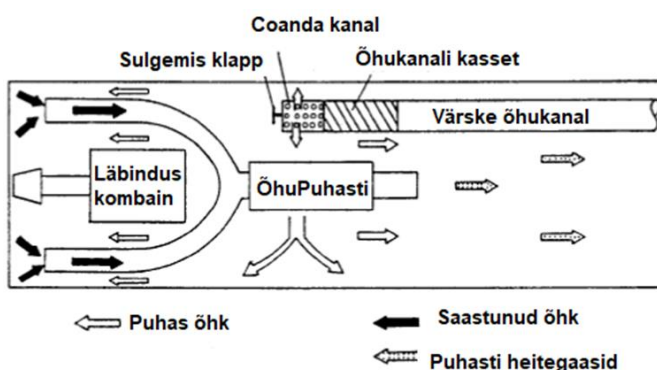 Coanda kanal
Sulgemis klapp
Õhukanali kasset
Värske õhukanal
Läbindus
kombain
ÕhuPuhasti
Puhas õhk
Saastunud õhk
Puhasti heitegaasid